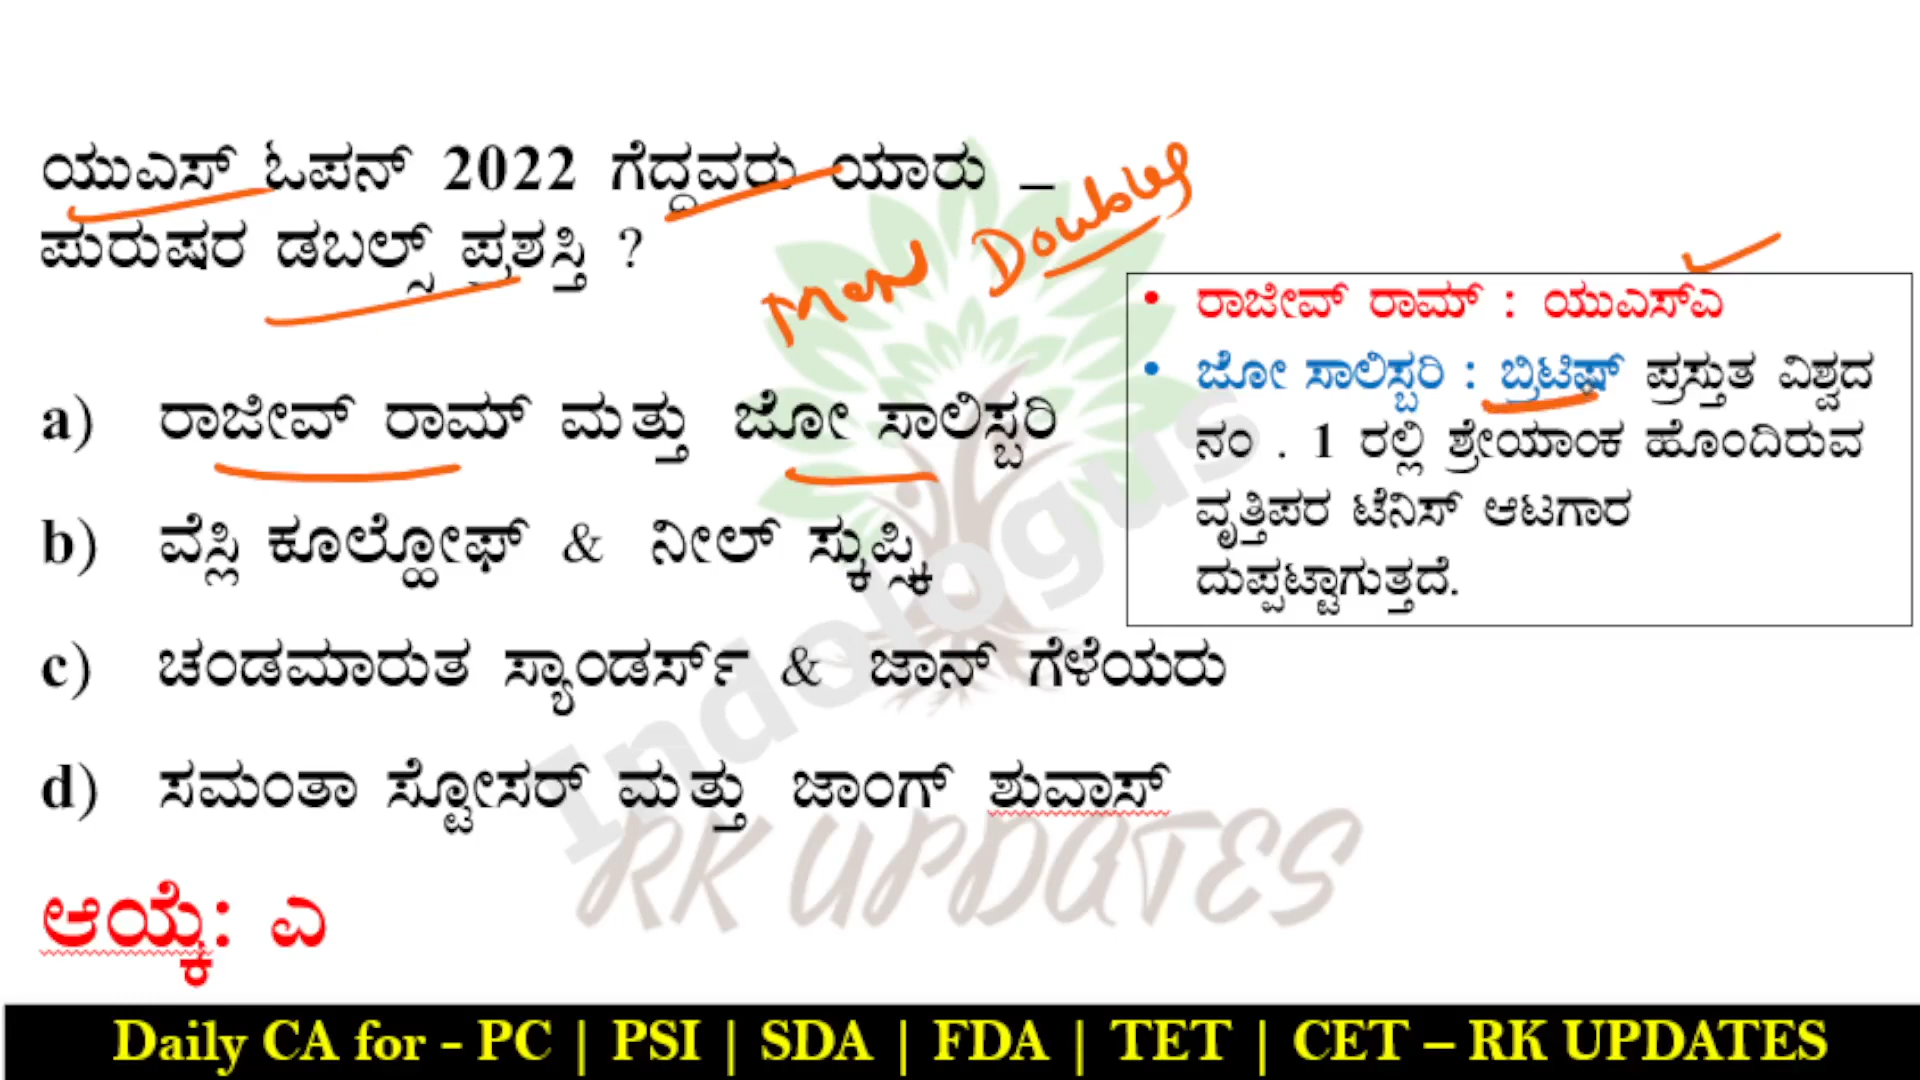 ಯುಎಸ್ ಓಪನ್ 2022 ಗೆದ್ದವರು ಯಾರು –
ಪುರುಷರ ಡಬಲ್ಸ್ ಪ್ರಶಸ್ತಿ ?
Men Doubles
a) ರಾಜೀವ್ ರಾಮ್ ಮತ್ತು ಜೋ ಸಾಲಿಸ್ಬರಿ
b) ವೆಸ್ಲಿ ಕೂಲ್ಹೋಫ್ & ನೀಲ್ ಸ್ಕುಪ್ಸ್ಕಿ
c) ಚಂಡಮಾರುತ ಸ್ಯಾಂಡರ್ಸ್ & ಜಾನ್ ಗೆಳೆಯರು
d) ಸಮಂತಾ ಸ್ಟೋಸರ್ ಮತ್ತು ಜಾಂಗ್ ಶುವಾಸ್
ಆಯ್ಕೆ: ಎ
• ರಾಜೀವ್ ರಾಮ್ : ಯುಎಸ್ಎ
• ಜೋ ಸಾಲಿಸ್ಬರಿ : ಬ್ರಿಟಿಷ್ ಪ್ರಸ್ತುತ ವಿಶ್ವದ
ನಂ . 1 ರಲ್ಲಿ ಶ್ರೇಯಾಂಕ ಹೊಂದಿರುವ
ವೃತ್ತಿಪರ ಟೆನಿಸ್ ಆಟಗಾರ
ದುಪ್ಪಟ್ಟಾಗುತ್ತದೆ.
Indologus
RK UPDATES
Daily CA for - PC | PSI | SDA | FDA | TET | CET – RK UPDATES